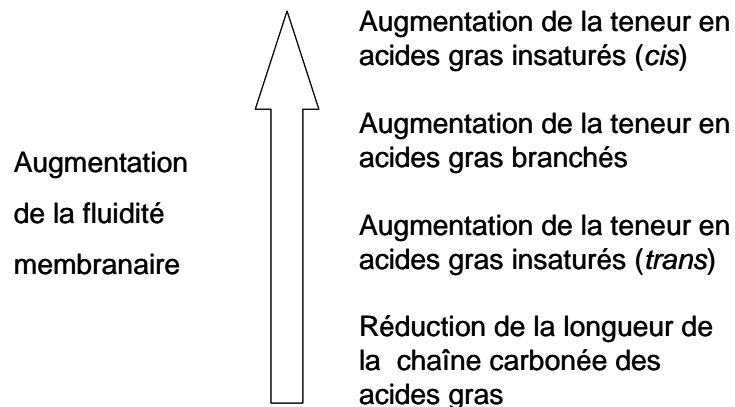 Augmentation
de la fluidité
membranaire
Augmentation de la teneur en
acides gras insaturés (cis)
Augmentation de la teneur en
acides gras branchés
Augmentation de la teneur en
acides gras insaturés (trans)
Réduction de la longueur de
la chaîne carbonée des
acides gras